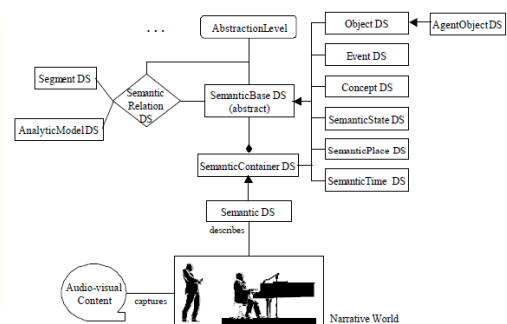 . . .
AbstractionLevel
Object DS
AgentObjectDS
Event DS
Segment DS
Semantic
Relation
DS
SemanticBase DS
(abstract)
Concept DS
AnalyticModelDS
SemanticState DS
SemanticContainer DS
SemanticPlace DS
SemanticTime DS
Semantic DS
describes
Audio-visual
Content
captures
Narrative World